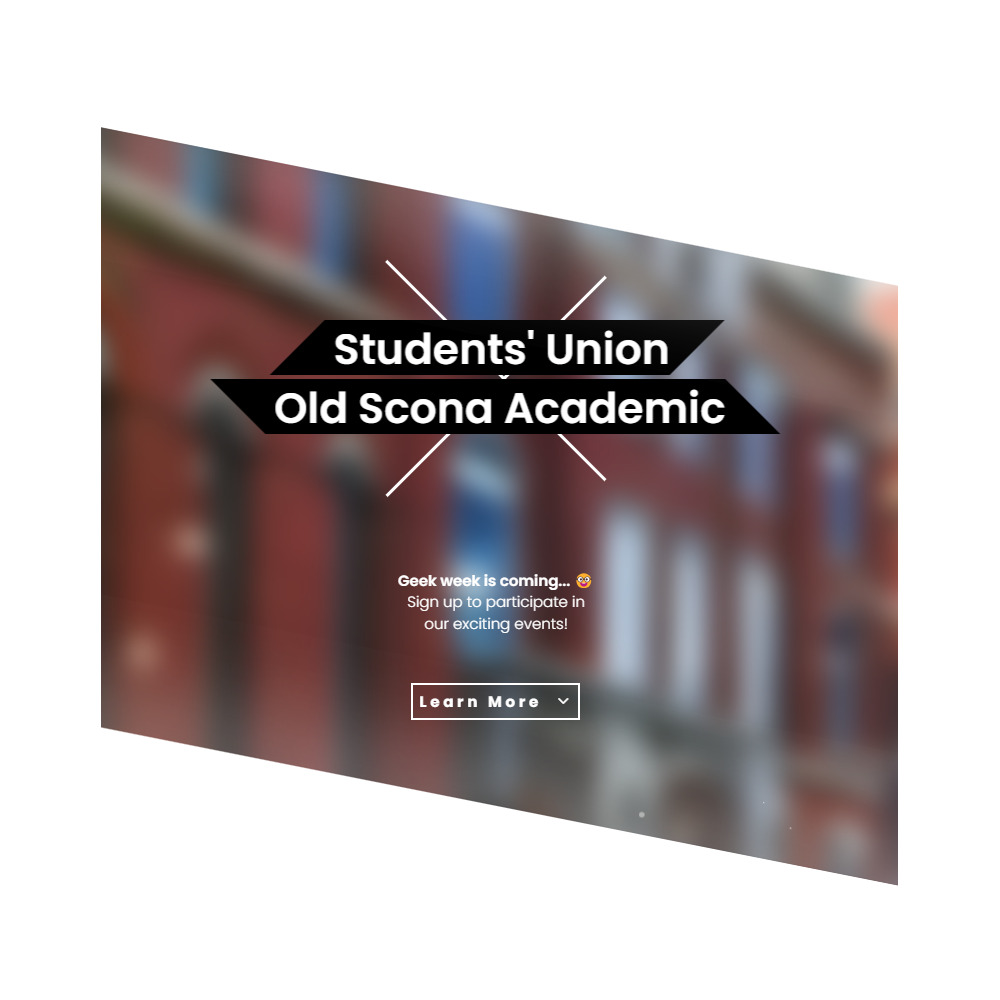 Students' Union
Old Scona Academic
Geek week is coming... 🤓
Sign up to participate in
our exciting events!
Learn More